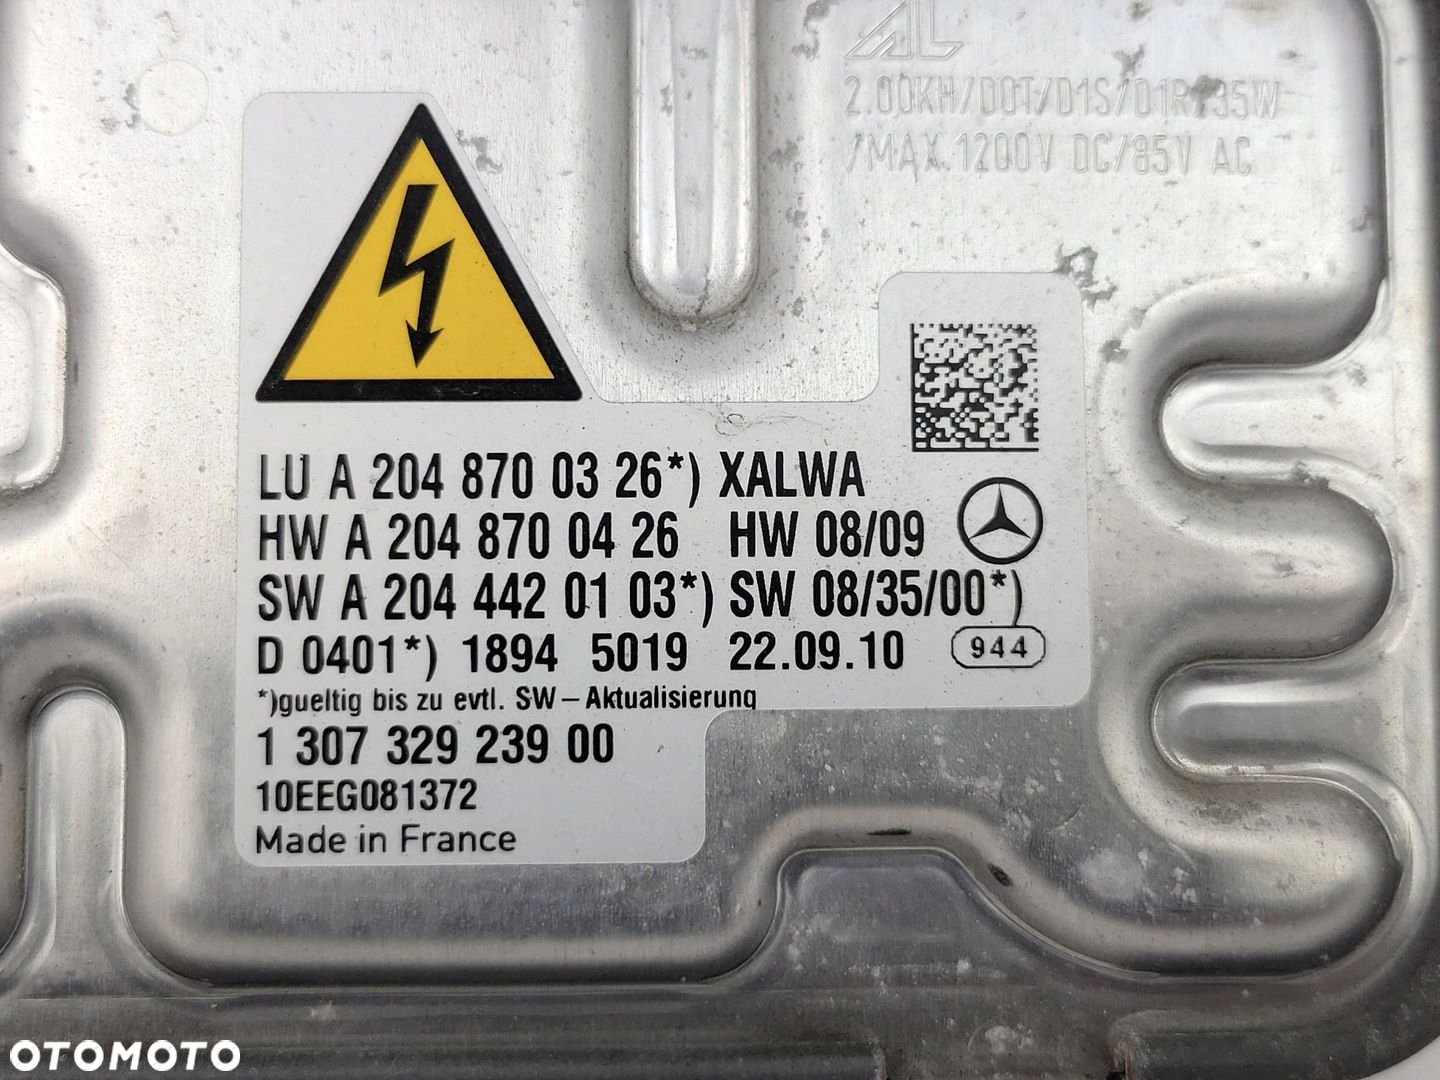 AL
2.00KH/DOT/D1S/D1R/35W
/MAX.1200V DC/85V AC
LU A 204 870 03 26*) XALWA
HW A 204 870 04 26 HW 08/09
SW A 204 442 01 03*) SW 08/35/00*)
D 0401*) 1894 5019 22.09.10 944
*)gueltig bis zu evtl. SW – Aktualisierung
1 307 329 239 00
10EEG081372
Made in France
OTOMOTO